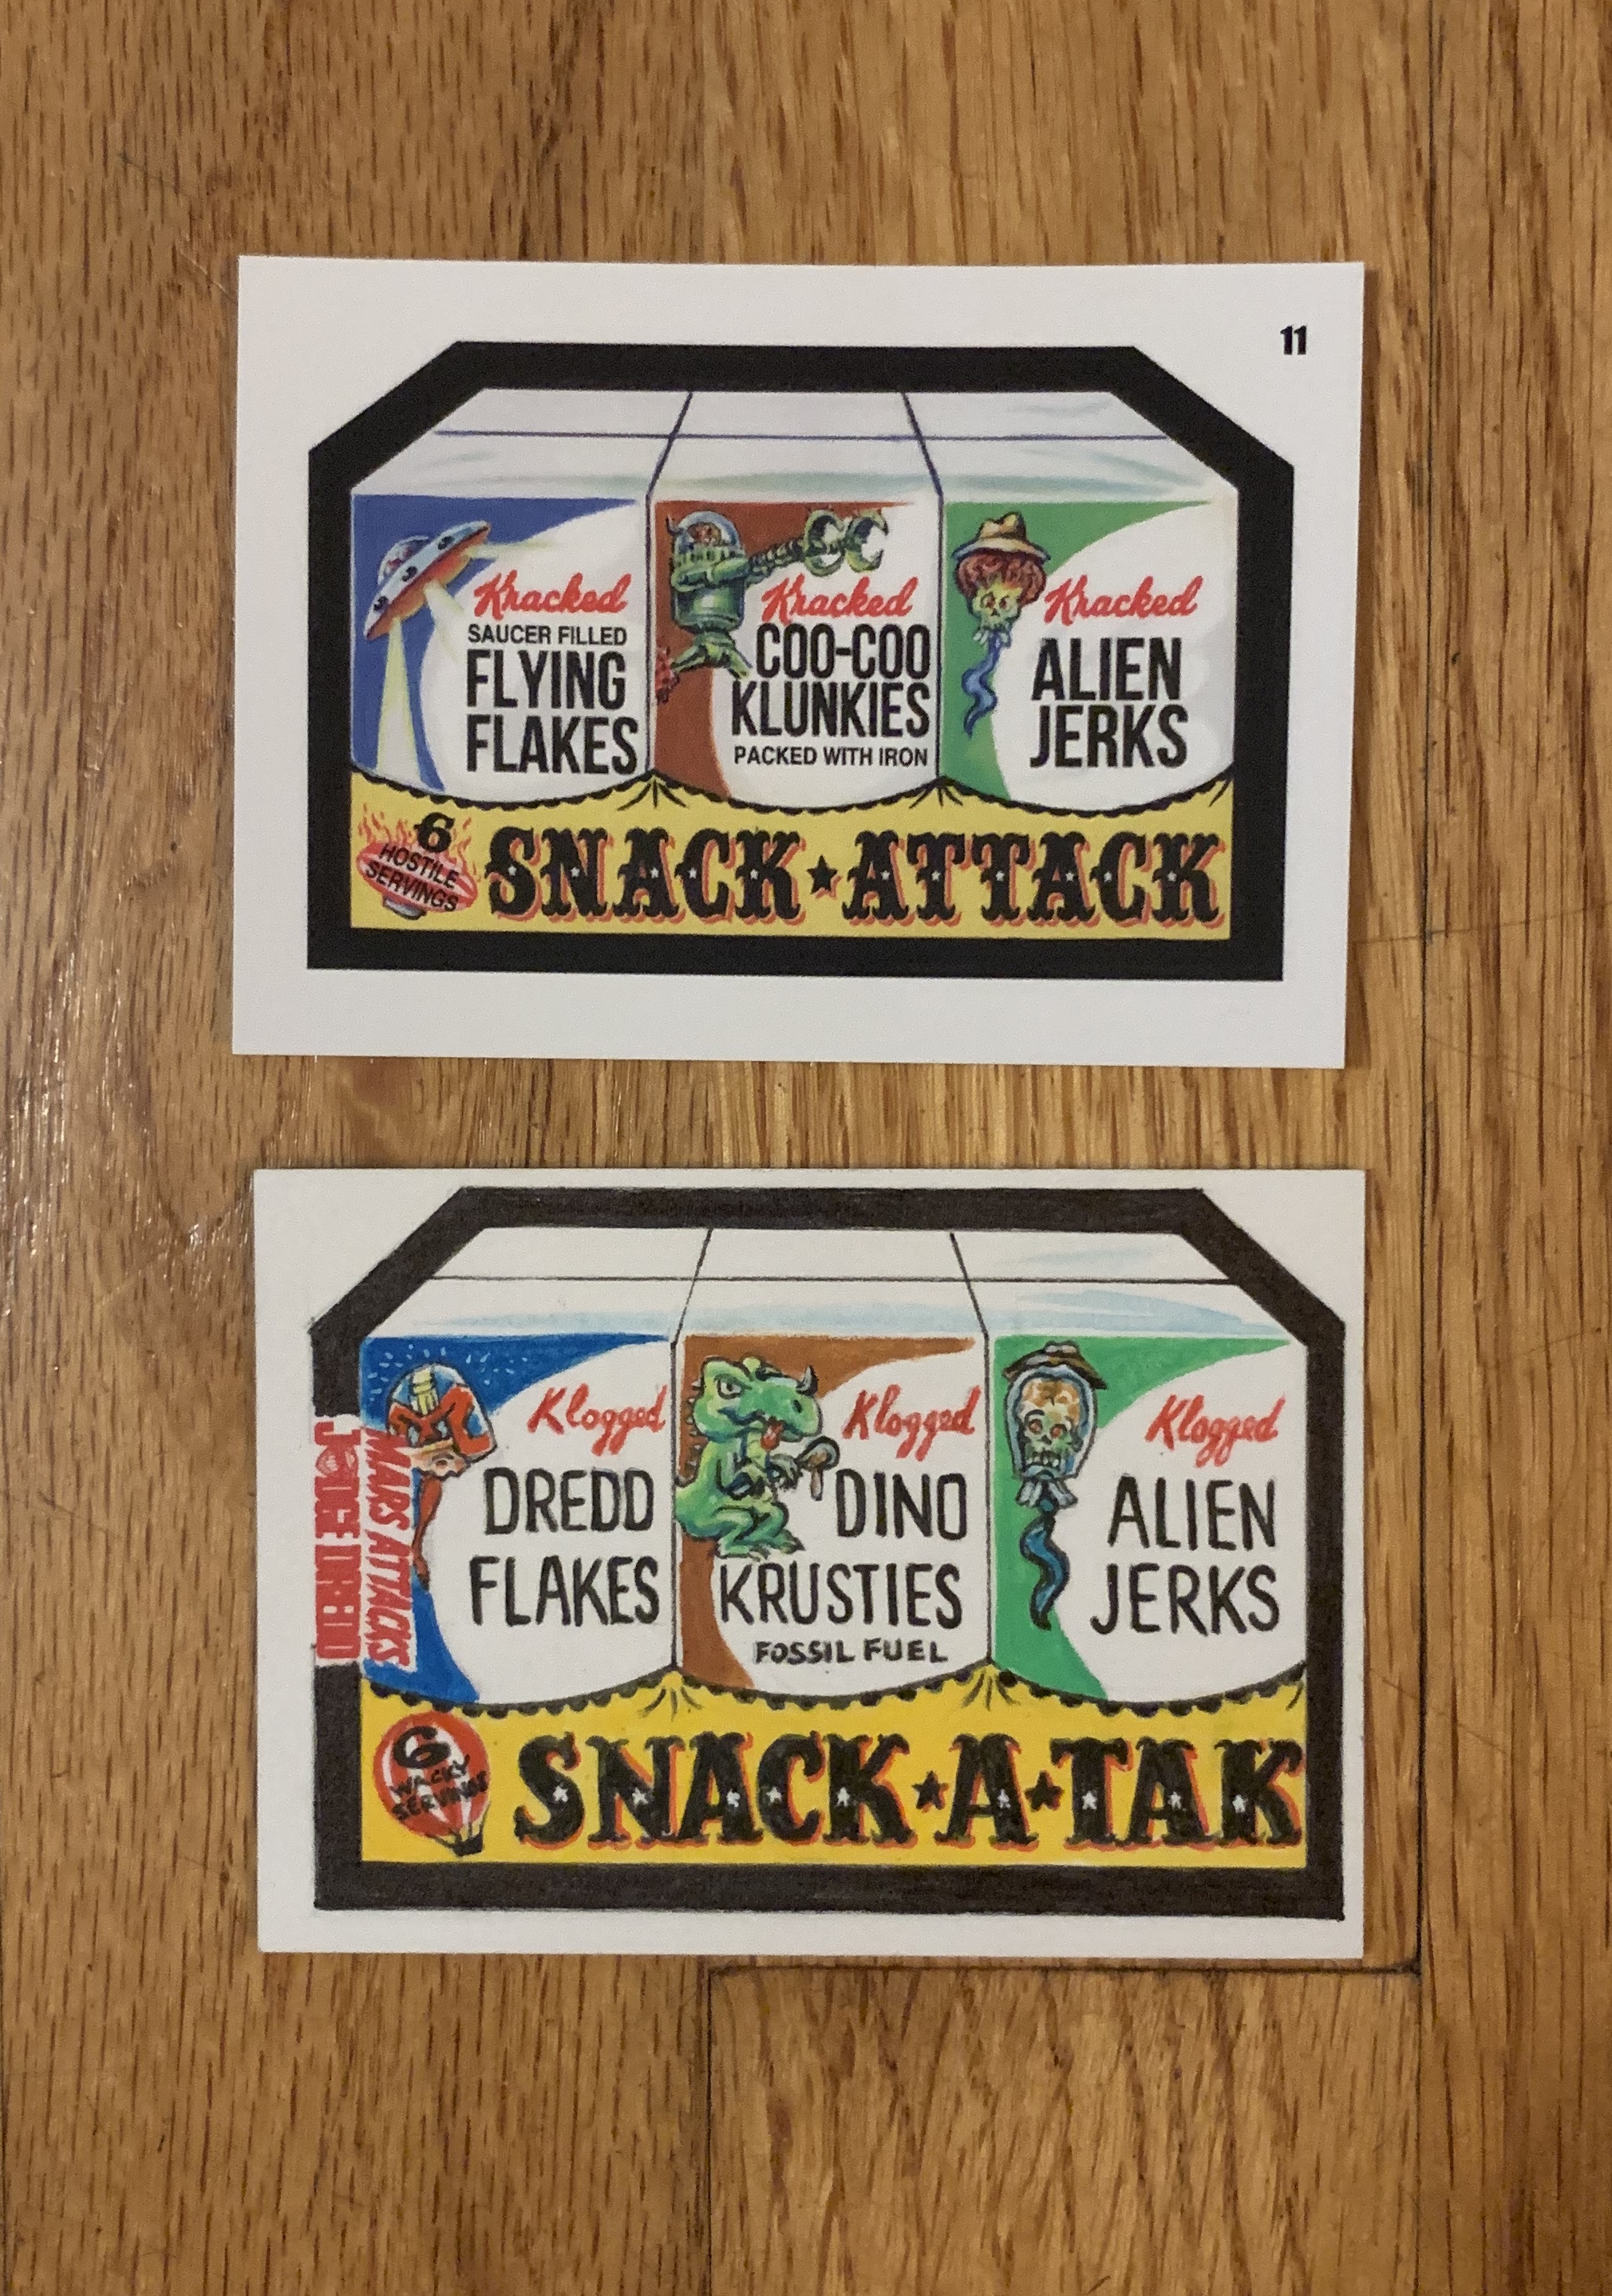 11
Kracked
SAUCER FILLED
FLYING
FLAKES
Kracked
COO-COO
KLUNKIES
PACKED WITH IRON
Kracked
ALIEN
JERKS
6
HOSTILE
SERVINGS
SNACK★ATTACK
MARS ATTACKS
JUDGE DREDD
Klogged
DREDD
FLAKES
Klogged
DINO
KRUSTIES
FOSSIL FUEL
Klogged
ALIEN
JERKS
6
WACKY
SERVINGS
SNACK★A★TAK